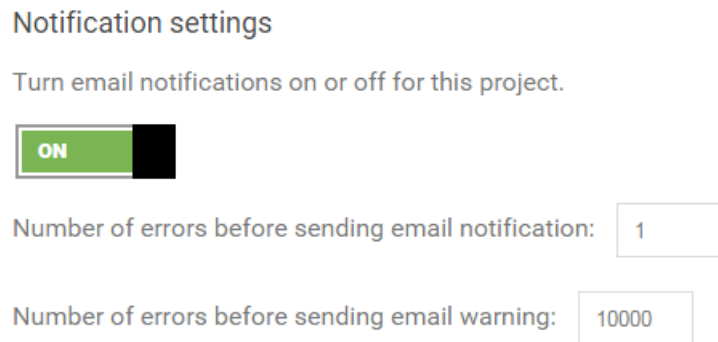 Notification settings
Turn email notifications on or off for this project.
ON
Number of errors before sending email notification: 1
Number of errors before sending email warning: 10000